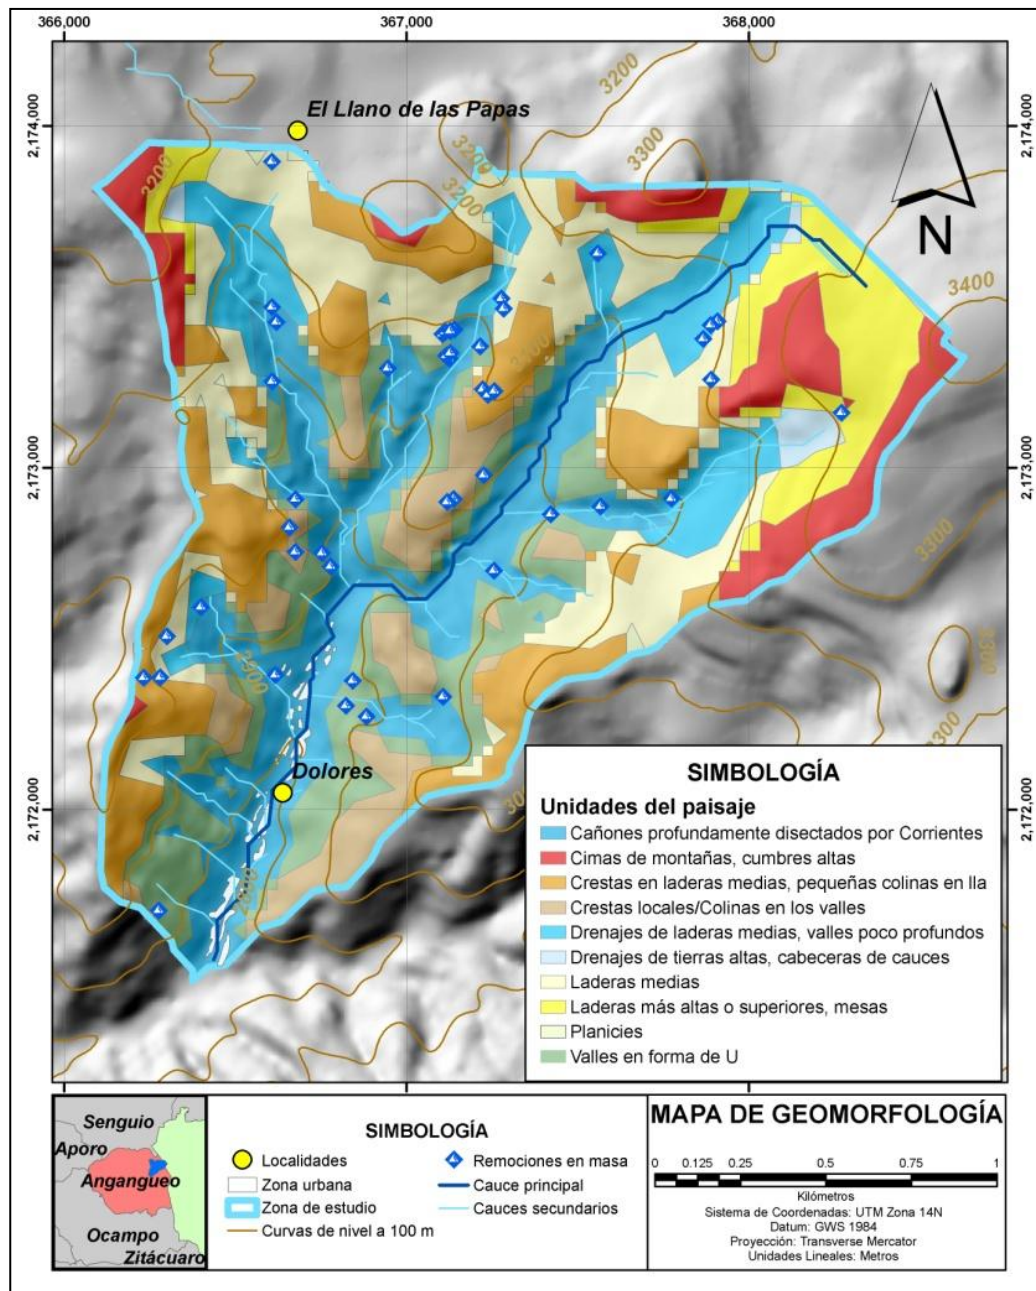 366,000 367,000 368,000
3200
El Llano de las Papas
2,174,000
2,174,000
3200
3300
3200
3200
3400
3200
2,173,000
2,173,000
3300
3200
3300
3300
Dolores
2,172,000
2,172,000
SIMBOLOGÍA
Unidades del paisaje
Cañones profundamente disectados por Corrientes
Cimas de montañas, cumbres altas
Crestas en laderas medias, pequeñas colinas en lla
Crestas locales/Colinas en los valles
Drenajes de laderas medias, valles poco profundos
Drenajes de tierras altas, cabeceras de cauces
Laderas medias
Laderas más altas o superiores, mesas
Planicies
Valles en forma de U
N
Senguio
Aporo
Angangueo
Ocampo
Zitácuaro
SIMBOLOGÍA
Localidades
Zona urbana
Zona de estudio
Curvas de nivel a 100 m
Remociones en masa
Cauce principal
Cauces secundarios
MAPA DE GEOMORFOLOGÍA
0 0.125 0.25 0.5 0.75 1
Kilómetros
Sistema de Coordenadas: UTM Zona 14N
Datum: GWS 1984
Proyección: Transverse Mercator
Unidades Lineales: Metros